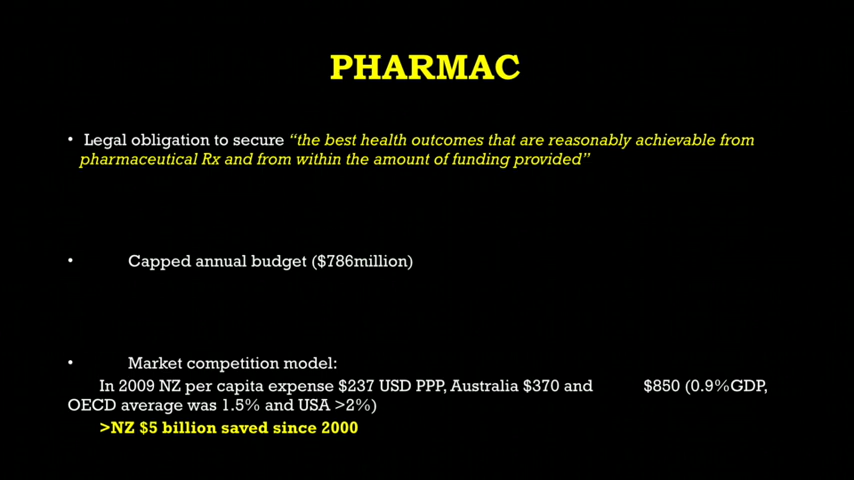 PHARMAC
• Legal obligation to secure “the best health outcomes that are reasonably achievable from
pharmaceutical Rx and from within the amount of funding provided”
• Capped annual budget ($786million)
• Market competition model:
In 2009 NZ per capita expense $237 USD PPP, Australia $370 and $850 (0.9%GDP,
OECD average was 1.5% and USA >2%)
>NZ $5 billion saved since 2000